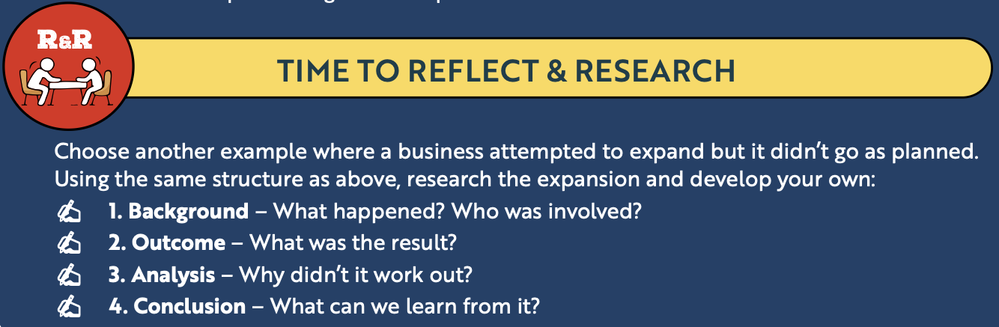 R&R
TIME TO REFLECT & RESEARCH
Choose another example where a business attempted to expand but it didn't go as planned.
Using the same structure as above, research the expansion and develop your own:
1. Background – What happened? Who was involved?
2. Outcome – What was the result?
3. Analysis – Why didn't it work out?
4. Conclusion – What can we learn from it?